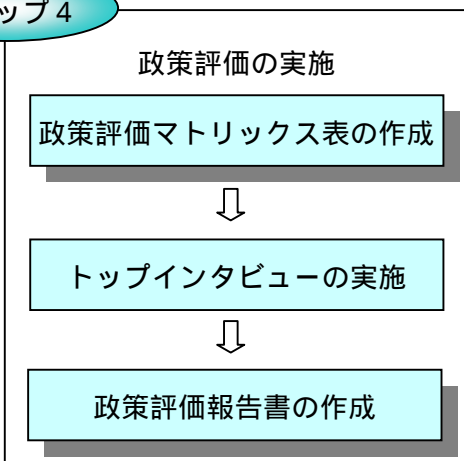 ップ４
政策評価の実施
政策評価マトリックス表の作成
トップインタビューの実施
政策評価報告書の作成